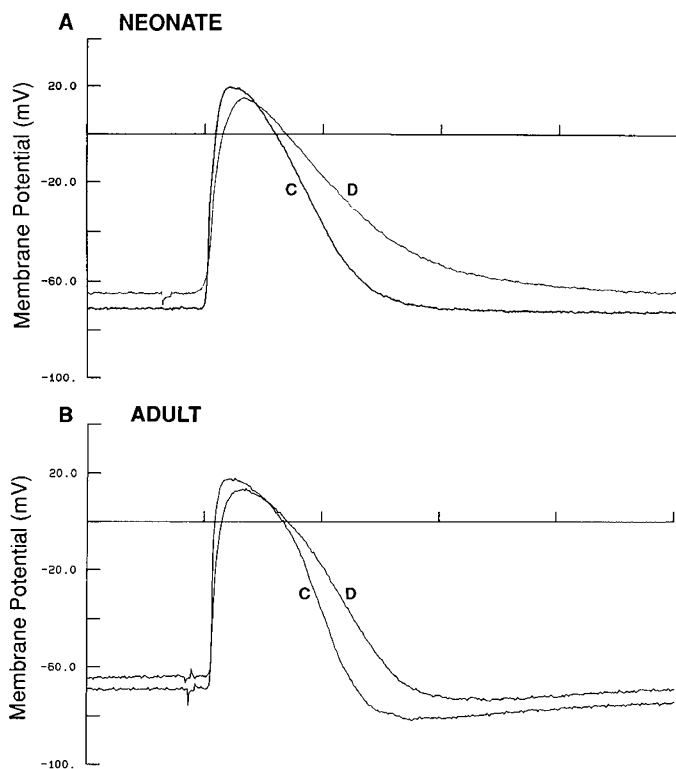 A NEONATE
Membrane Potential (mV)
20.0
-20.0
-60.0
-100.
C D
B ADULT
Membrane Potential (mV)
20.0
-20.0
-60.0
-100.
C D